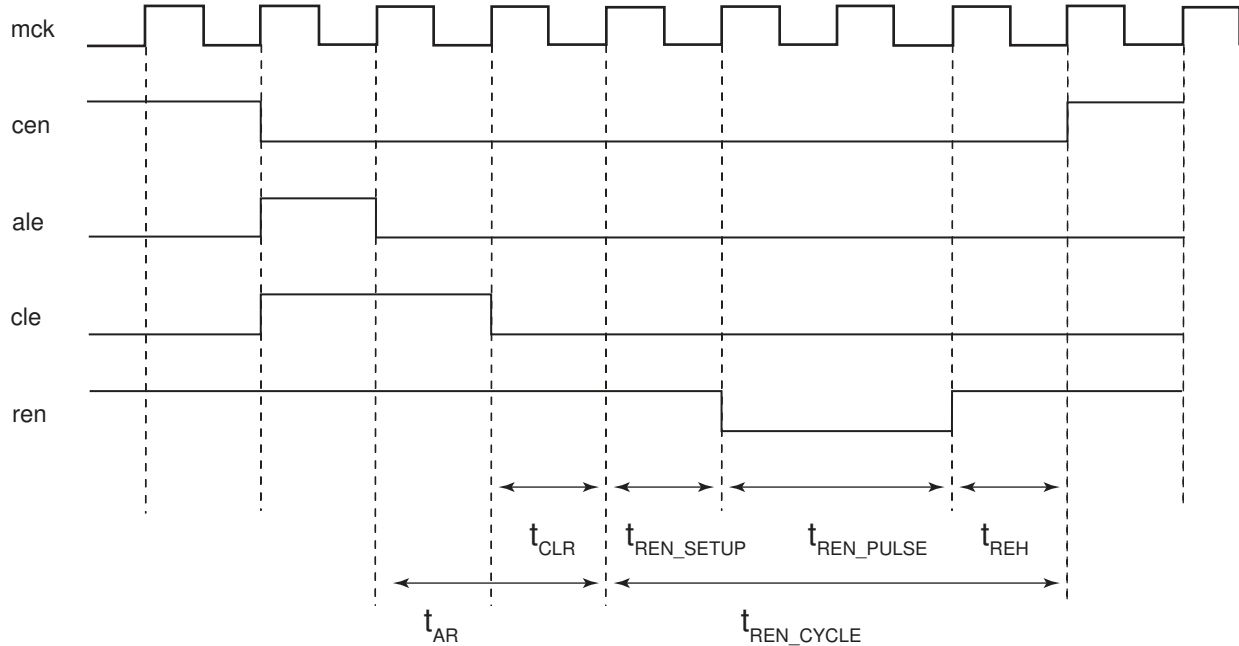 mck
cen
ale
cle
ren
tCLR tREN_SETUP tREN_PULSE tREH
tAR tREN_CYCLE